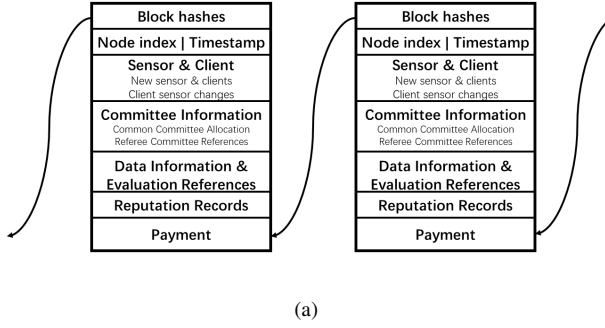 Block hashes
Node index | Timestamp
Sensor & Client
New sensor & clients
Client sensor changes
Committee Information
Common Committee Allocation
Referee Committee References
Data Information &
Evaluation References
Reputation Records
Payment
Block hashes
Node index | Timestamp
Sensor & Client
New sensor & clients
Client sensor changes
Committee Information
Common Committee Allocation
Referee Committee References
Data Information &
Evaluation References
Reputation Records
Payment
(a)